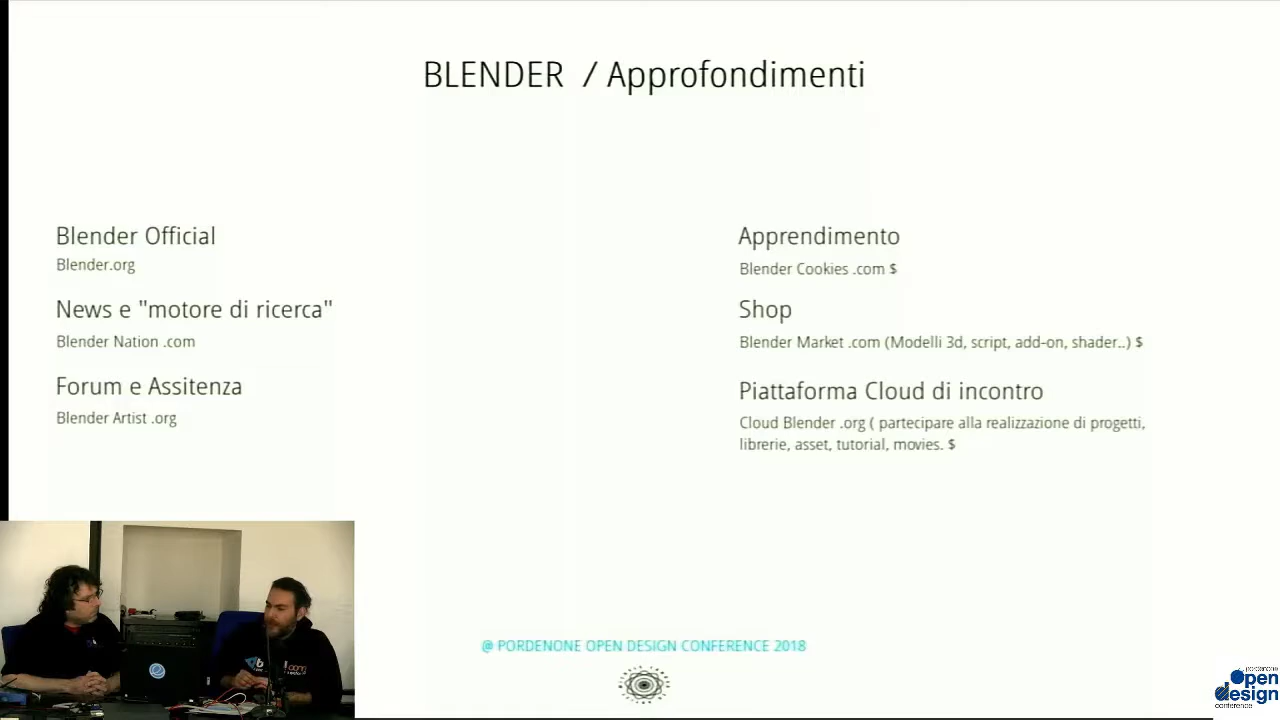 BLENDER / Approfondimenti
Blender Official
Blender.org
News e "motore di ricerca"
Blender Nation .com
Forum e Assitenza
Blender Artist .org
Apprendimento
Blender Cookies .com $
Shop
Blender Market .com (Modelli 3d, script, add-on, shader..) $
Piattaforma Cloud di incontro
Cloud Blender .org ( partecipare alla realizzazione di progetti,
librerie, asset, tutorial, movies. $
@ PORDENONE OPEN DESIGN CONFERENCE 2018
pordenone
open
design
conference